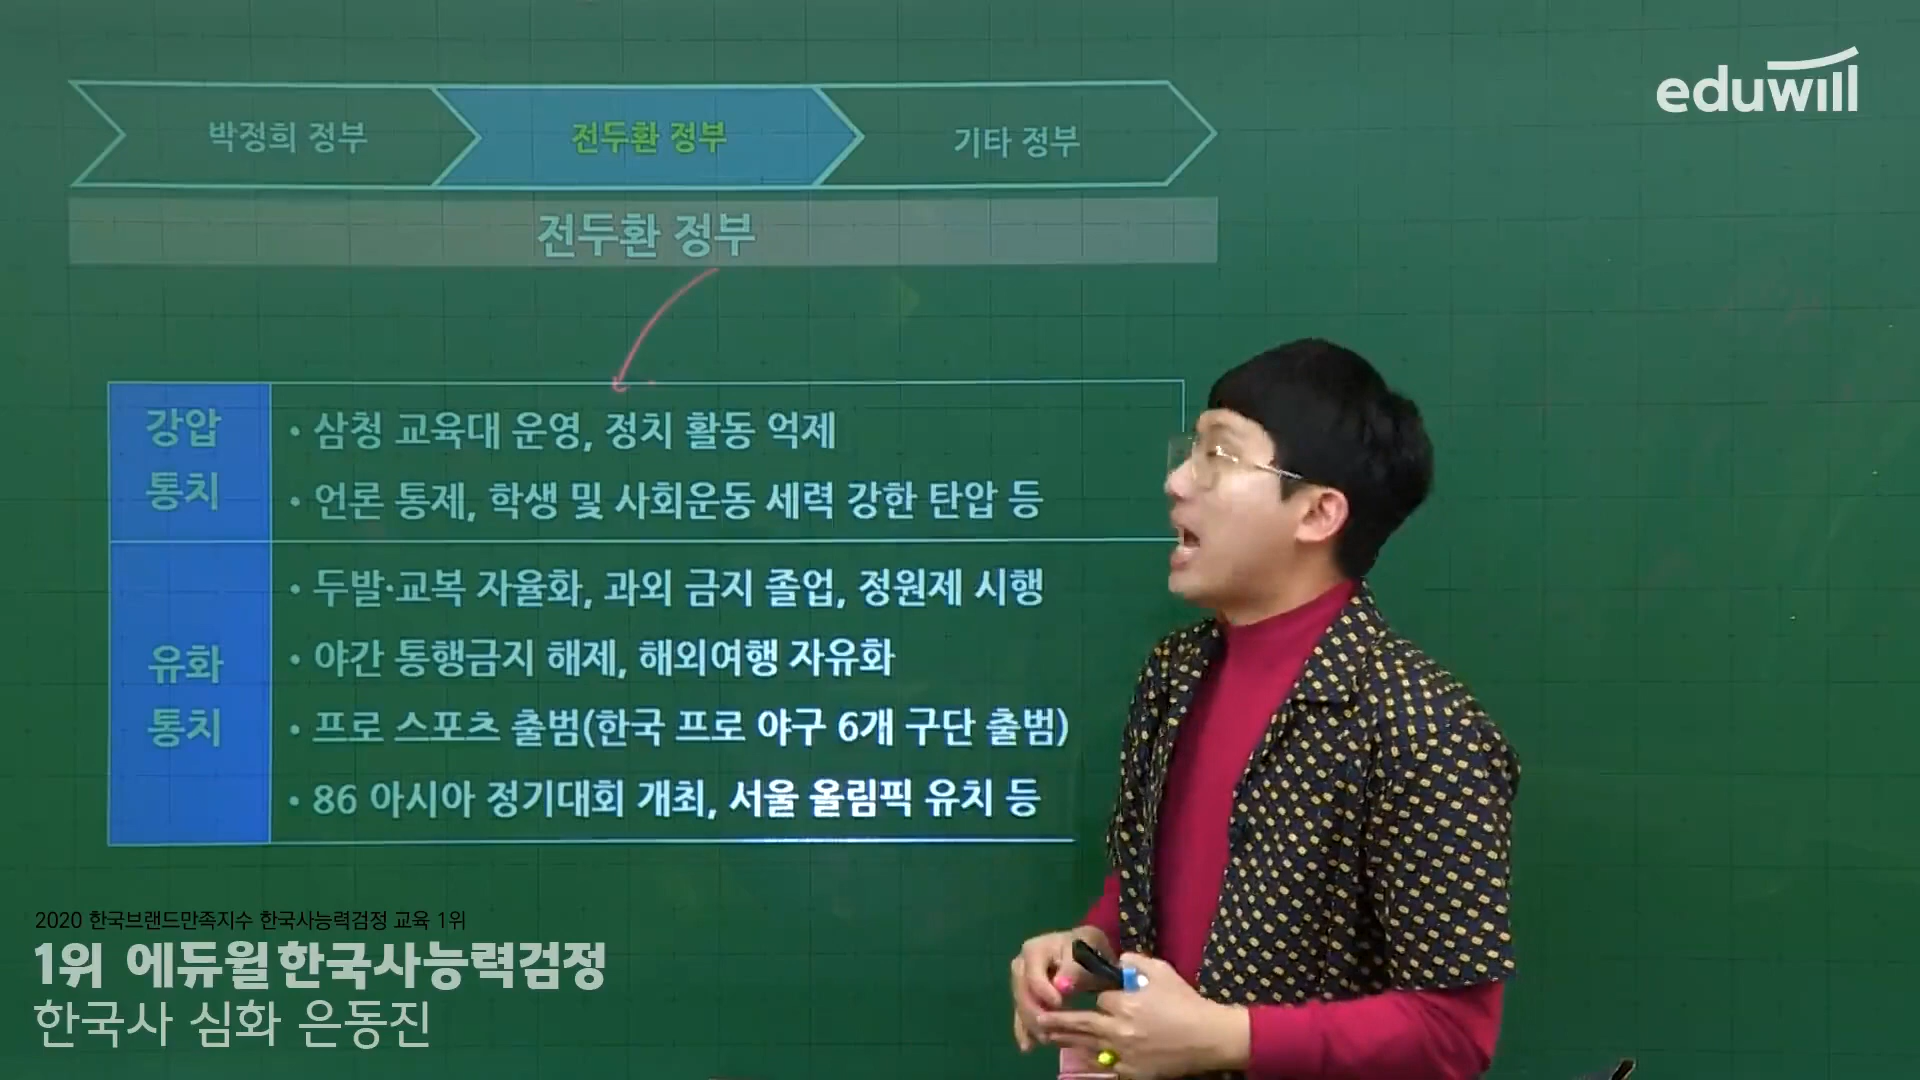 eduwill
박정희 정부
전두환 정부
기타 정부
전두환 정부
강압
통치
• 삼청 교육대 운영, 정치 활동 억제
• 언론 통제, 학생 및 사회운동 세력 강한 탄압 등
유화
통치
• 두발·교복 자율화, 과외 금지 졸업, 정원제 시행
• 야간 통행금지 해제, 해외여행 자유화
• 프로 스포츠 출범(한국 프로 야구 6개 구단 출범)
• 86 아시아 정기대회 개최, 서울 올림픽 유치 등
2020 한국브랜드만족지수 한국사능력검정 교육 1위
1위 에듀윌 한국사능력검정
한국사 심화 은동진